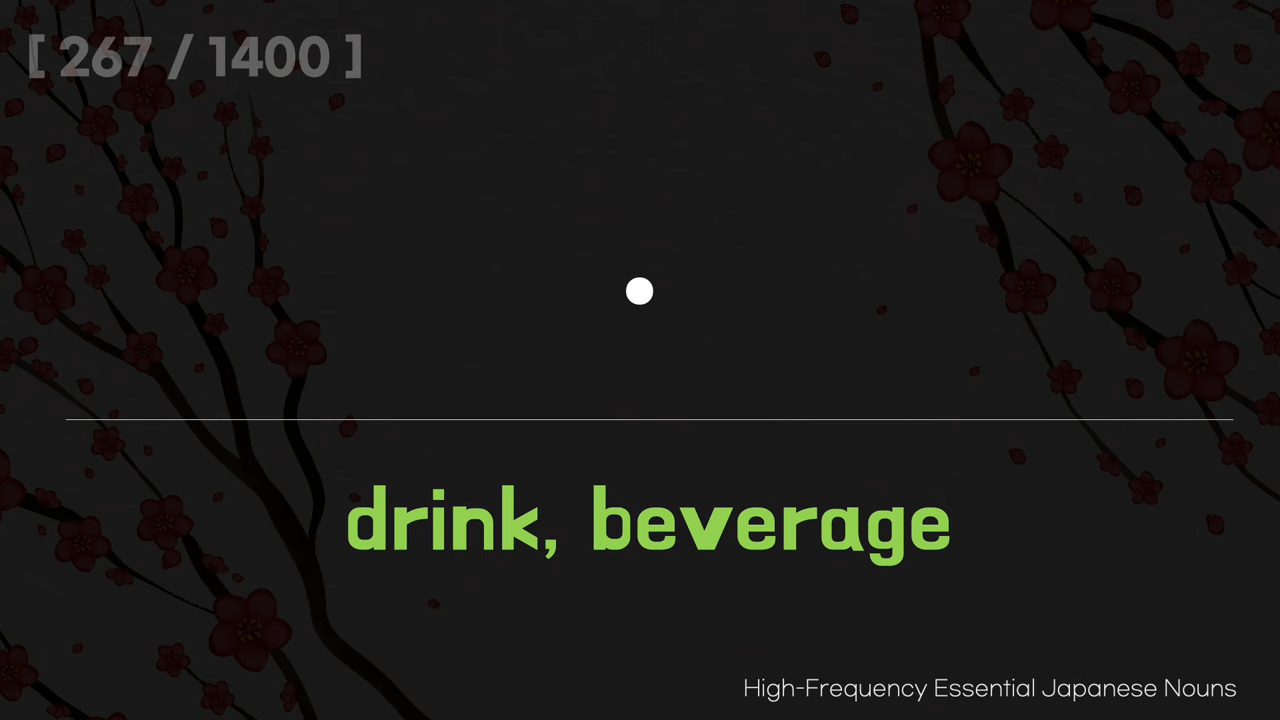 [ 267 / 1400 ]
drink, beverage
High-Frequency Essential Japanese Nouns